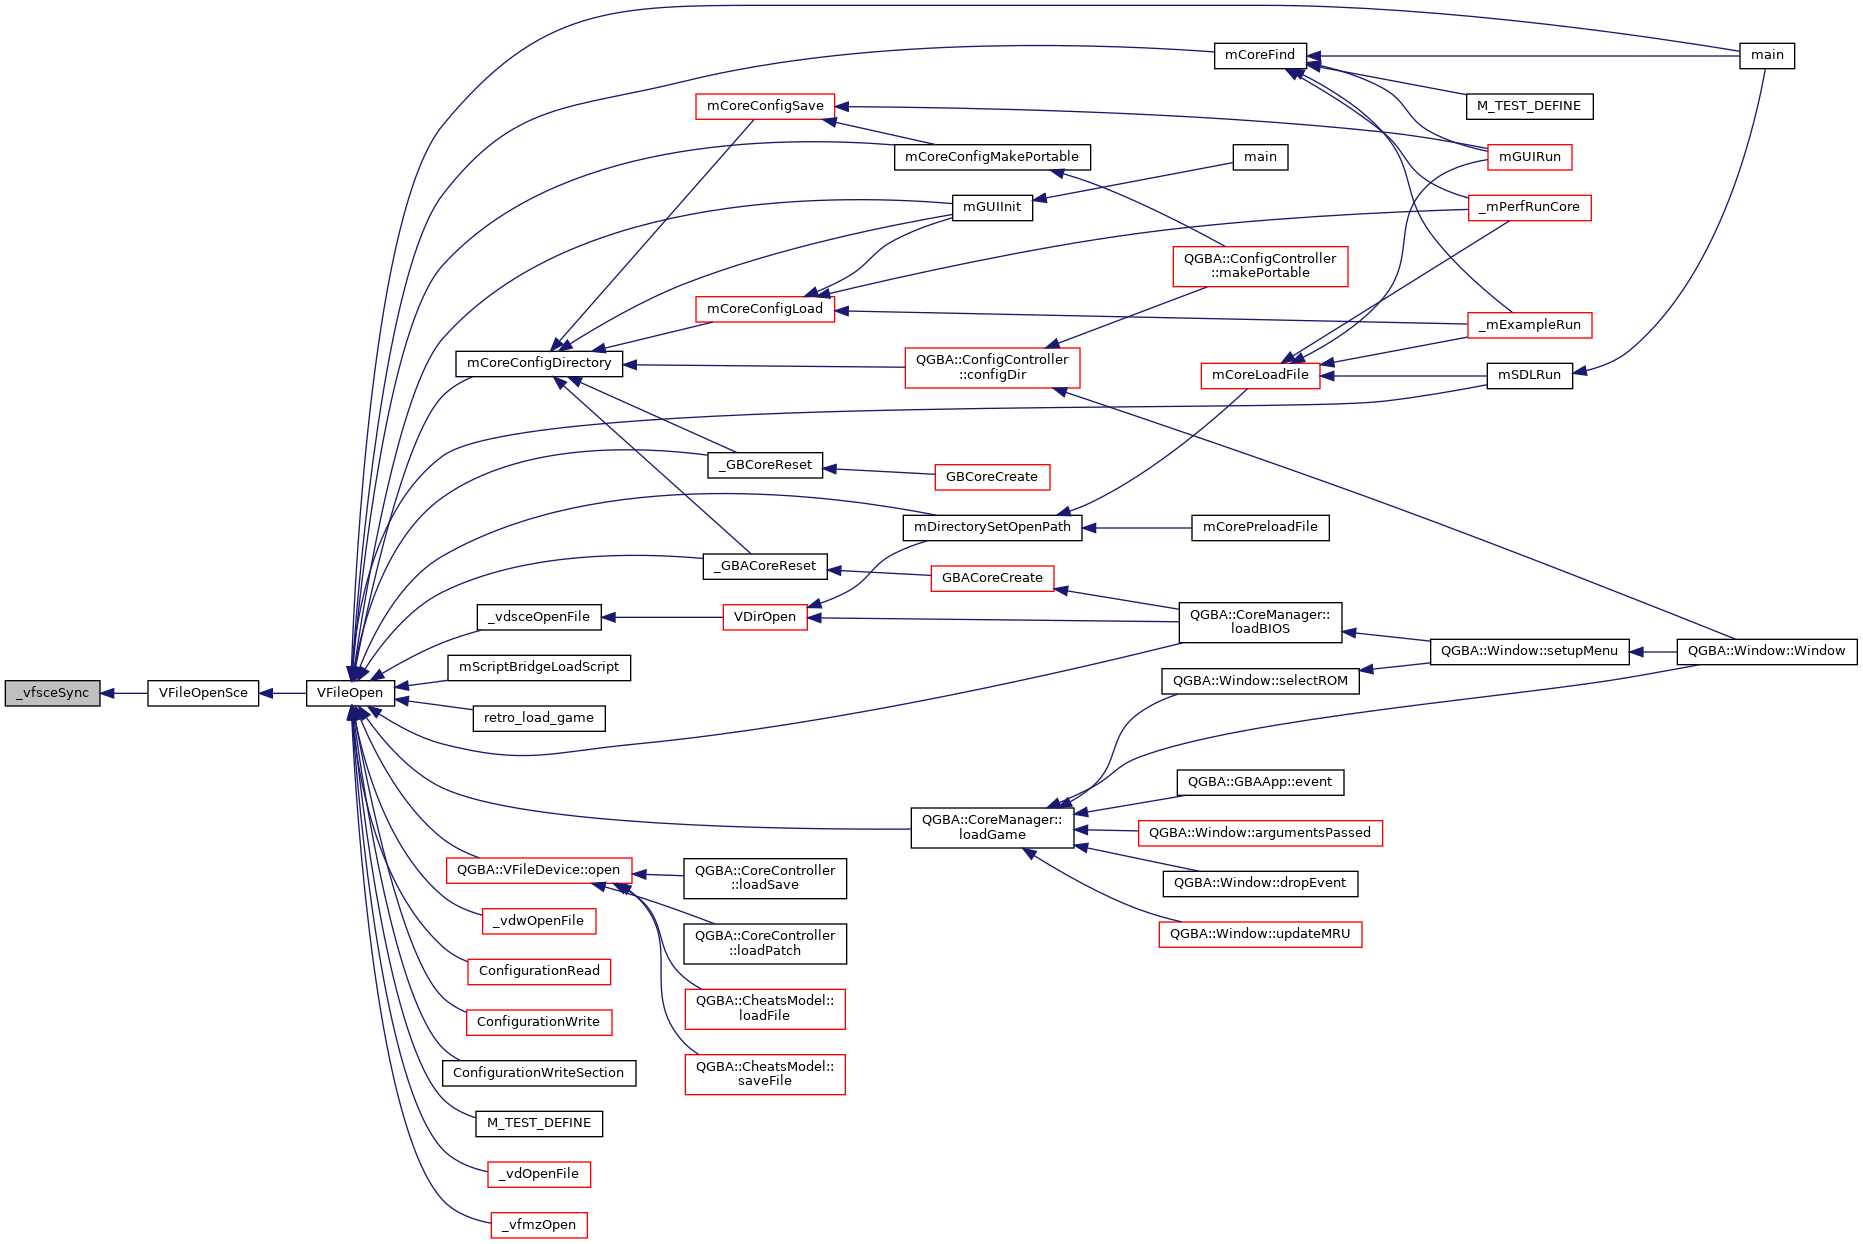 main
mCoreFind
mCoreConfigSave
M_TEST_DEFINE
mCoreConfigMakePortable
main
mGUIRun
mGUIInit
_mPerfRunCore
QGBA::ConfigController
::makePortable
mCoreConfigLoad
_mExampleRun
mCoreConfigDirectory
QGBA::ConfigController
::configDir
mCoreLoadFile
mSDLRun
_GBCoreReset
GBCoreCreate
mDirectorySetOpenPath
mCorePreloadFile
_GBACoreReset
GBACoreCreate
_vdsceOpenFile
VDirOpen
QGBA::CoreManager::
loadBIOS
QGBA::Window::setupMenu
QGBA::Window::Window
mScriptBridgeLoadScript
QGBA::Window::selectROM
_vfsceSync
VFileOpenSce
VFileOpen
retro_load_game
QGBA::GBAApp::event
QGBA::CoreManager::
loadGame
QGBA::Window::argumentsPassed
QGBA::VFileDevice::open
QGBA::CoreController
::loadSave
QGBA::Window::dropEvent
_vdwOpenFile
QGBA::CoreController
::loadPatch
QGBA::Window::updateMRU
ConfigurationRead
QGBA::CheatsModel::
loadFile
ConfigurationWrite
ConfigurationWriteSection
QGBA::CheatsModel::
saveFile
M_TEST_DEFINE
_vdOpenFile
_vfmzOpen